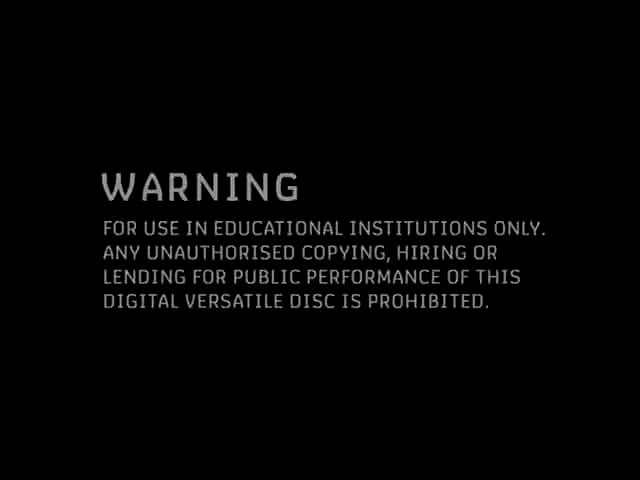 WARNING
FOR USE IN EDUCATIONAL INSTITUTIONS ONLY.
ANY UNAUTHORISED COPYING, HIRING OR
LENDING FOR PUBLIC PERFORMANCE OF THIS
DIGITAL VERSATILE DISC IS PROHIBITED.